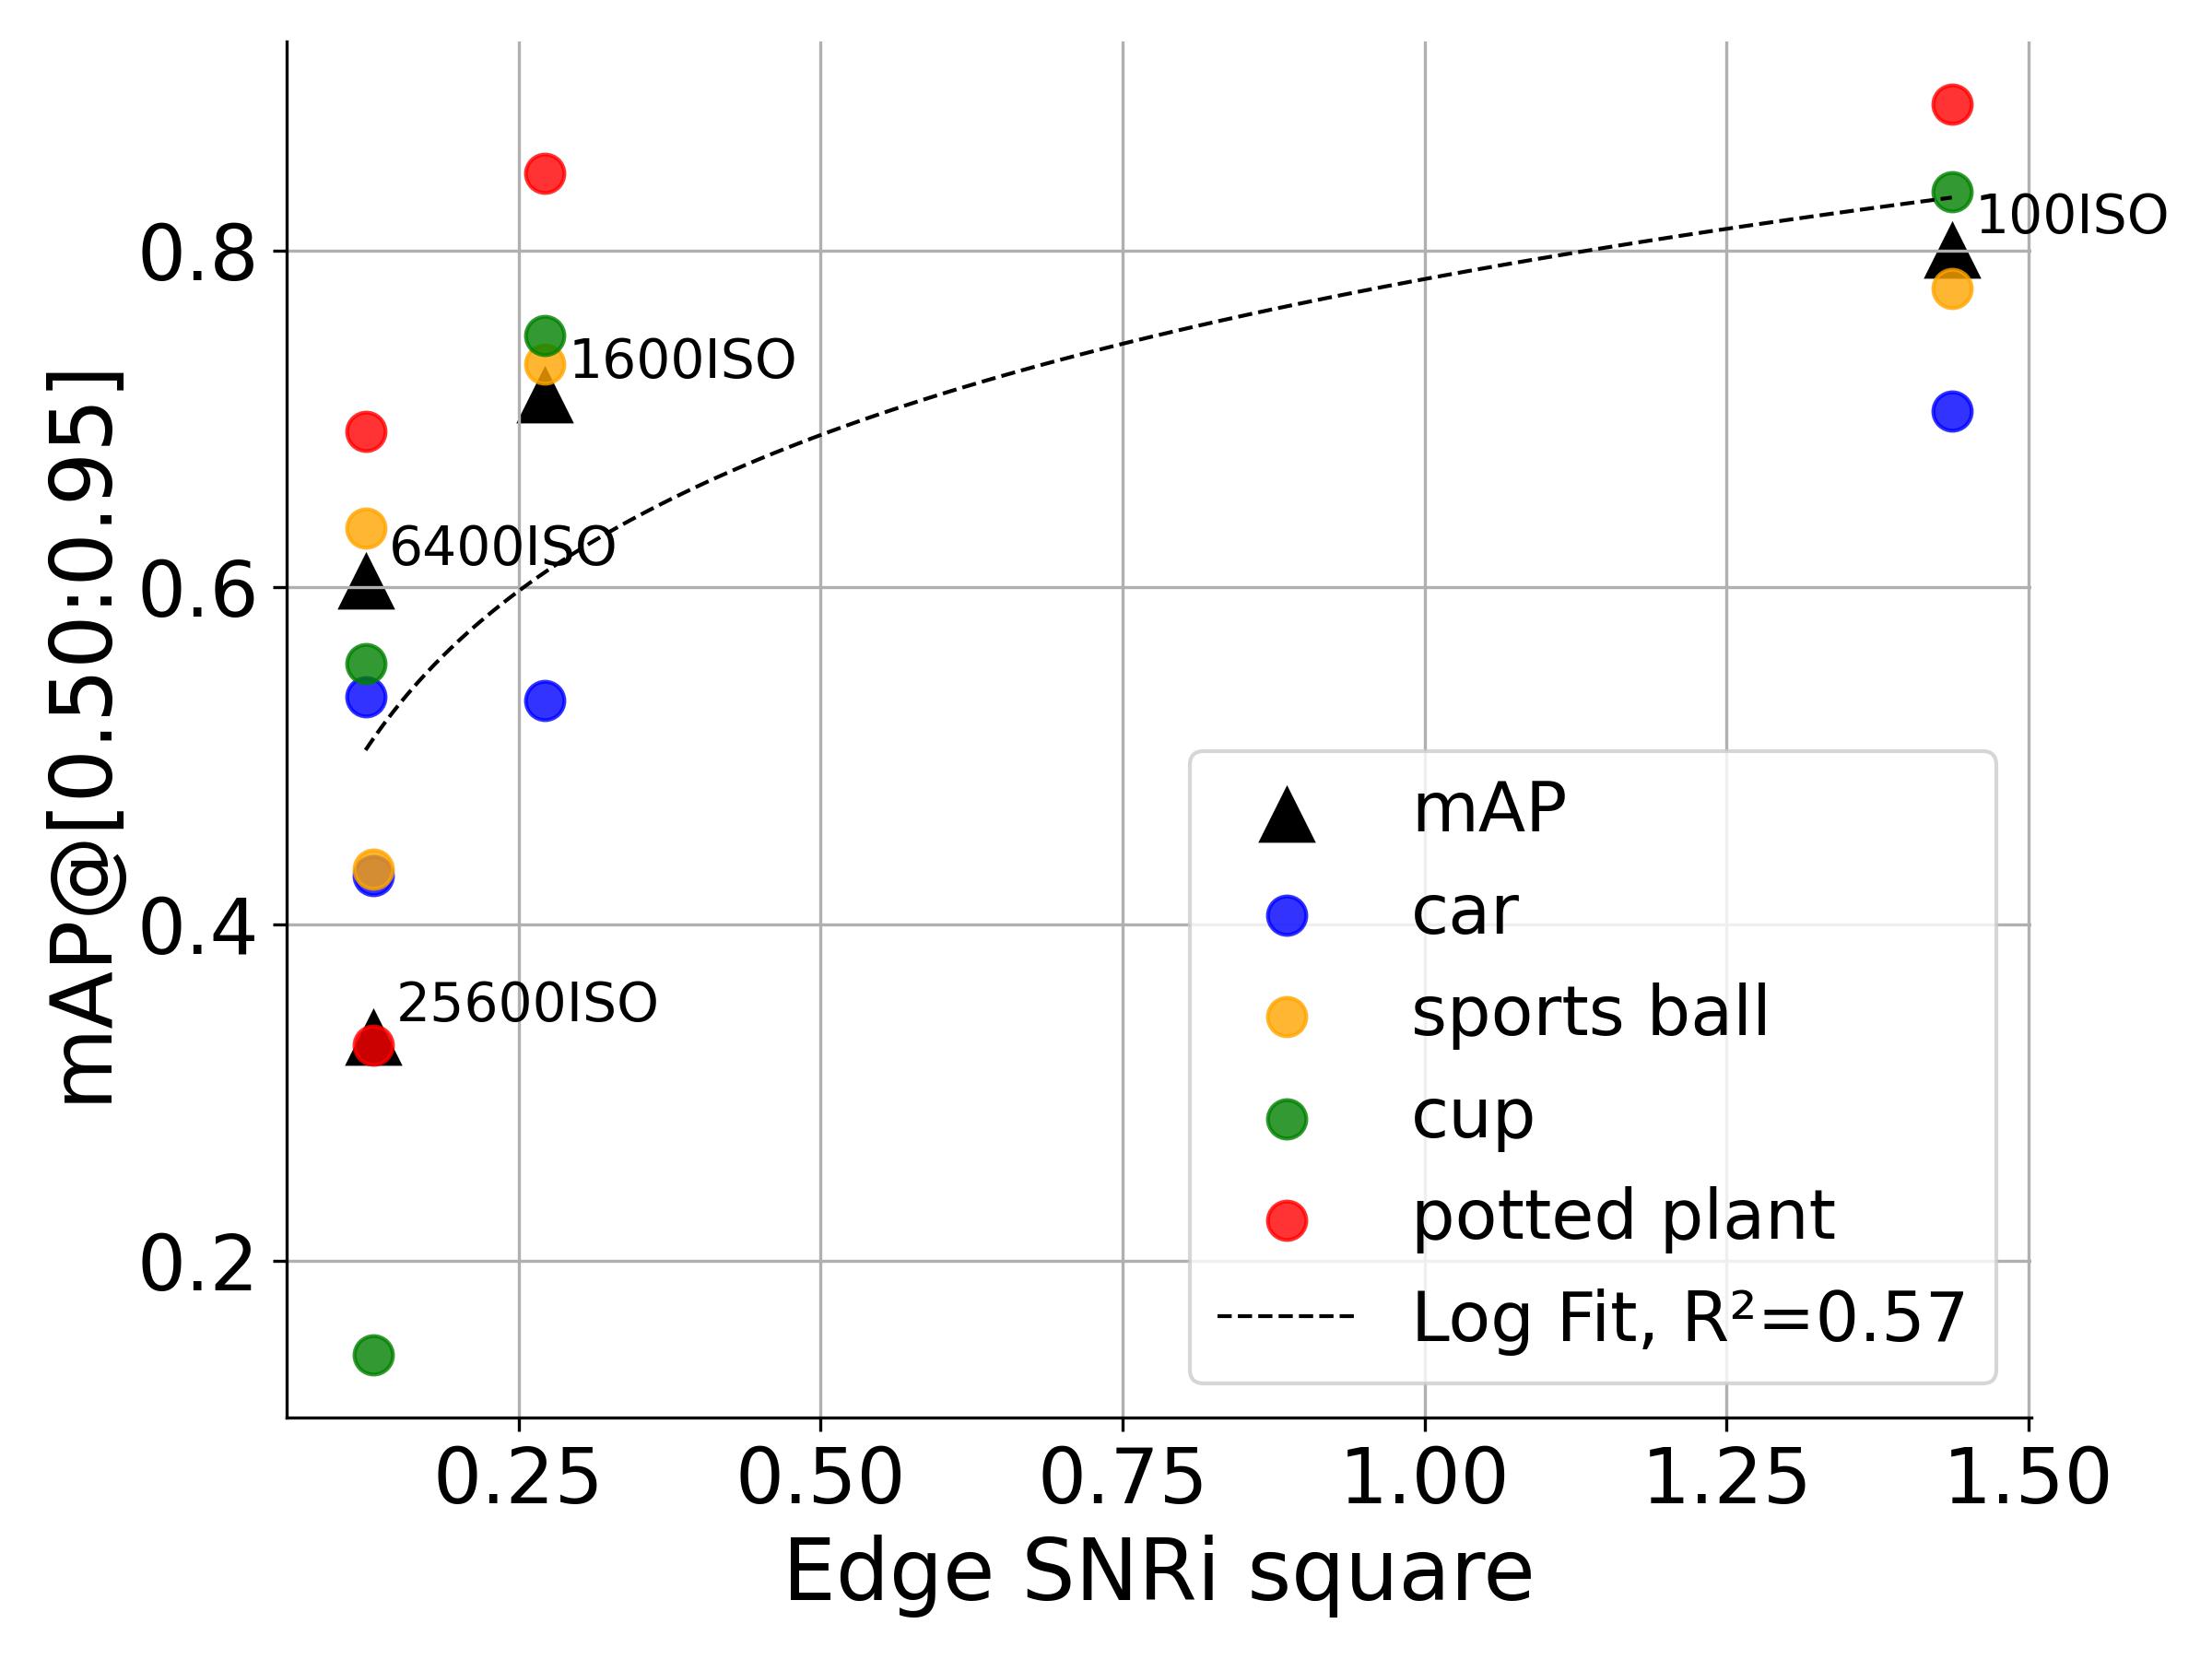 mAP@[0.50:0.95]
0.8
0.6
0.4
0.2
100ISO
1600ISO
6400ISO
25600ISO
mAP
car
sports ball
cup
potted plant
Log Fit, R²=0.57
0.25
0.50
0.75
1.00
1.25
1.50
Edge SNRi square